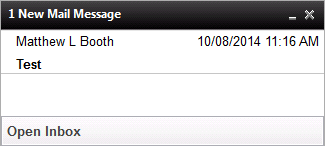 1 New Mail Message
Matthew L Booth 10/08/2014 11:16 AM
Test
Open Inbox